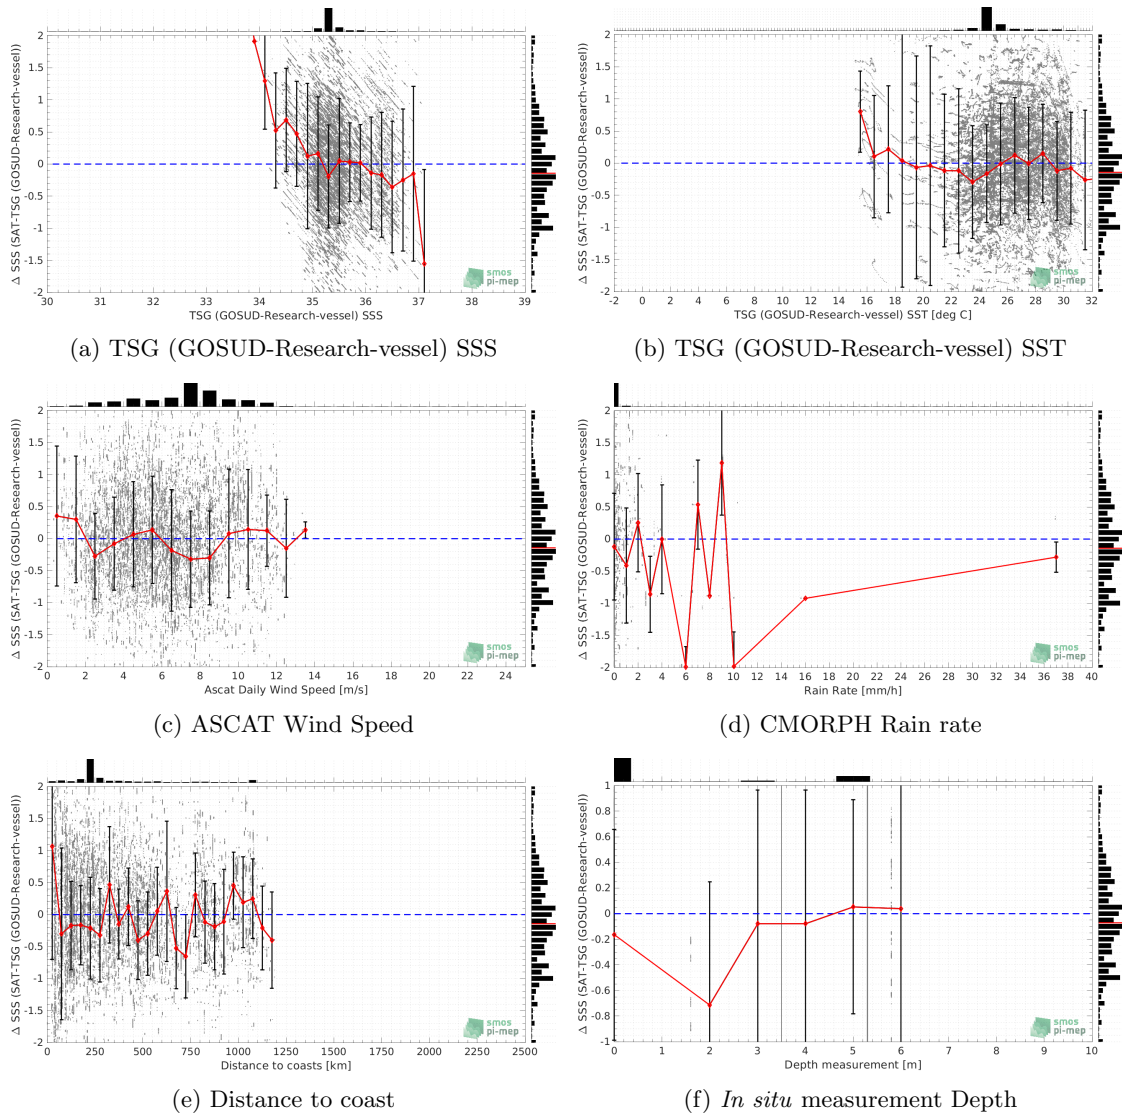 Δ SSS (SAT-TSG (GOSUD-Research-vessel))
2
1.5
1
0.5
0
-0.5
-1
-1.5
-2
30 31 32 33 34 35 36 37 38 39
TSG (GOSUD-Research-vessel) SSS
smos
pi-mep
(a) TSG (GOSUD-Research-vessel) SSS
Δ SSS (SAT-TSG (GOSUD-Research-vessel))
2
1.5
1
0.5
0
-0.5
-1
-1.5
-2
-2 0 2 4 6 8 10 12 14 16 18 20 22 24 26 28 30 32
TSG (GOSUD-Research-vessel) SST [deg C]
smos
pi-mep
(b) TSG (GOSUD-Research-vessel) SST
Δ SSS (SAT-TSG (GOSUD-Research-vessel))
2
1.5
1
0.5
0
-0.5
-1
-1.5
-2
0 2 4 6 8 10 12 14 16 18 20 22 24
Ascat Daily Wind Speed [m/s]
smos
pi-mep
(c) ASCAT Wind Speed
Δ SSS (SAT-TSG (GOSUD-Research-vessel))
2
1.5
1
0.5
0
-0.5
-1
-1.5
-2
0 2 4 6 8 10 12 14 16 18 20 22 24 26 28 30 32 34 36 38 40
Rain Rate [mm/h]
smos
pi-mep
(d) CMORPH Rain rate
Δ SSS (SAT-TSG (GOSUD-Research-vessel))
2
1.5
1
0.5
0
-0.5
-1
-1.5
-2
0 250 500 750 1000 1250 1500 1750 2000 2250 2500
Distance to coasts [km]
smos
pi-mep
(e) Distance to coast
Δ SSS (SAT-TSG (GOSUD-Research-vessel))
1
0.8
0.6
0.4
0.2
0
-0.2
-0.4
-0.6
-0.8
-1
0 1 2 3 4 5 6 7 8 9 10
Depth measurement [m]
smos
pi-mep
(f) In situ measurement Depth